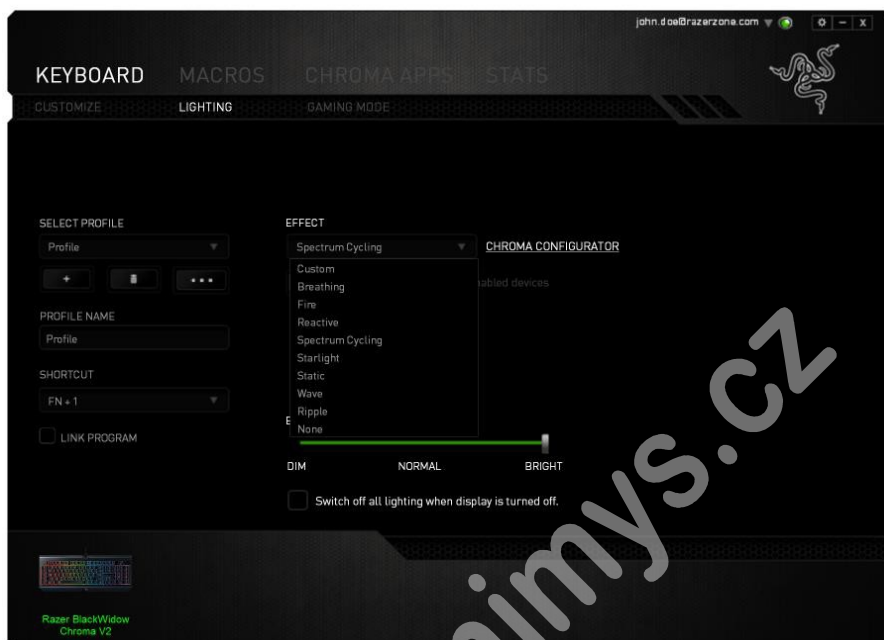 john.doe@razerzone.com
KEYBOARD MACROS CHROMA APPS STATS
CUSTOMIZE LIGHTING GAMING MODE
SELECT PROFILE
Profile
PROFILE NAME
Profile
SHORTCUT
FN + 1
LINK PROGRAM
EFFECT
Spectrum Cycling
CHROMA CONFIGURATOR
Custom
Breathing
Fire
Reactive
Spectrum Cycling
Starlight
Static
Wave
Ripple
None
devices
DIM NORMAL BRIGHT
Switch off all lighting when display is turned off.
Razer BlackWidow
Chroma V2
imys.cz